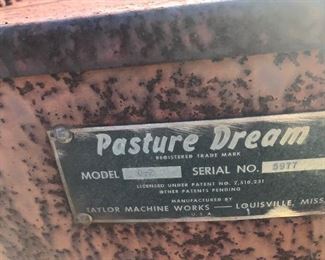 Pasture Dream
REGISTERED TRADE MARK
MODEL SERIAL NO. 5977
LICENSED UNDER PATENT NO. 2,510,231
OTHER PATENTS PENDING
MANUFACTURED BY
TAYLOR MACHINE WORKS — LOUISVILLE, MISS.
U.S.A.